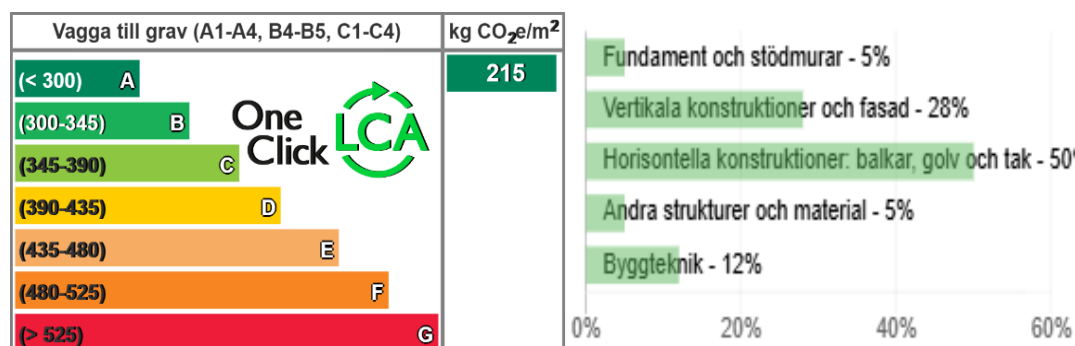 Vagga till grav (A1-A4, B4-B5, C1-C4)
kg CO2e/m²
(< 300) A
215
(300-345) B
(345-390) C
(390-435) D
(435-480) E
(480-525) F
(> 525) G
One
Click
LCA
Fundament och stödmurar - 5%
Vertikala konstruktioner och fasad - 28%
Horisontella konstruktioner: balkar, golv och tak - 50
Andra strukturer och material - 5%
Byggteknik - 12%
0% 20% 40% 60%